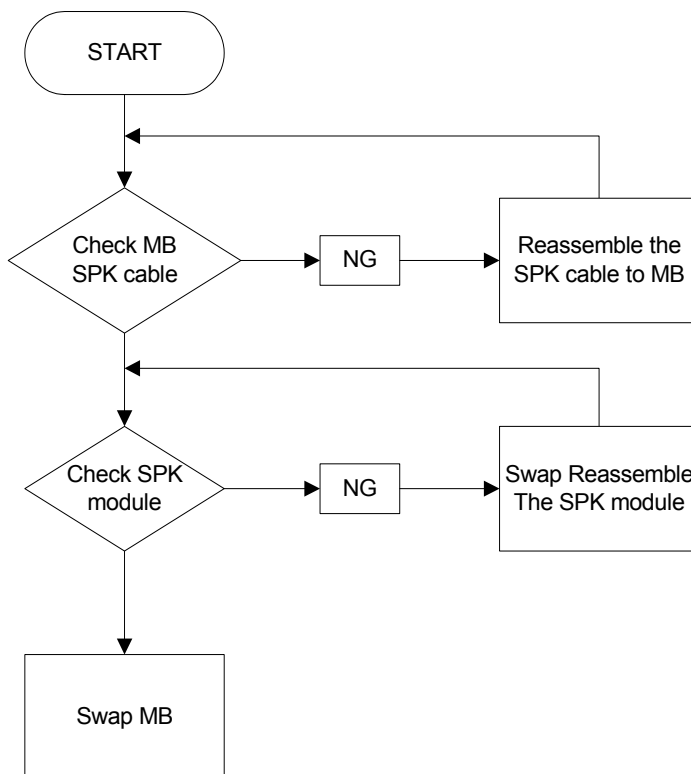 START
Check MB
SPK cable
NG
Reassemble the
SPK cable to MB
Check SPK
module
NG
Swap Reassemble
The SPK module
Swap MB